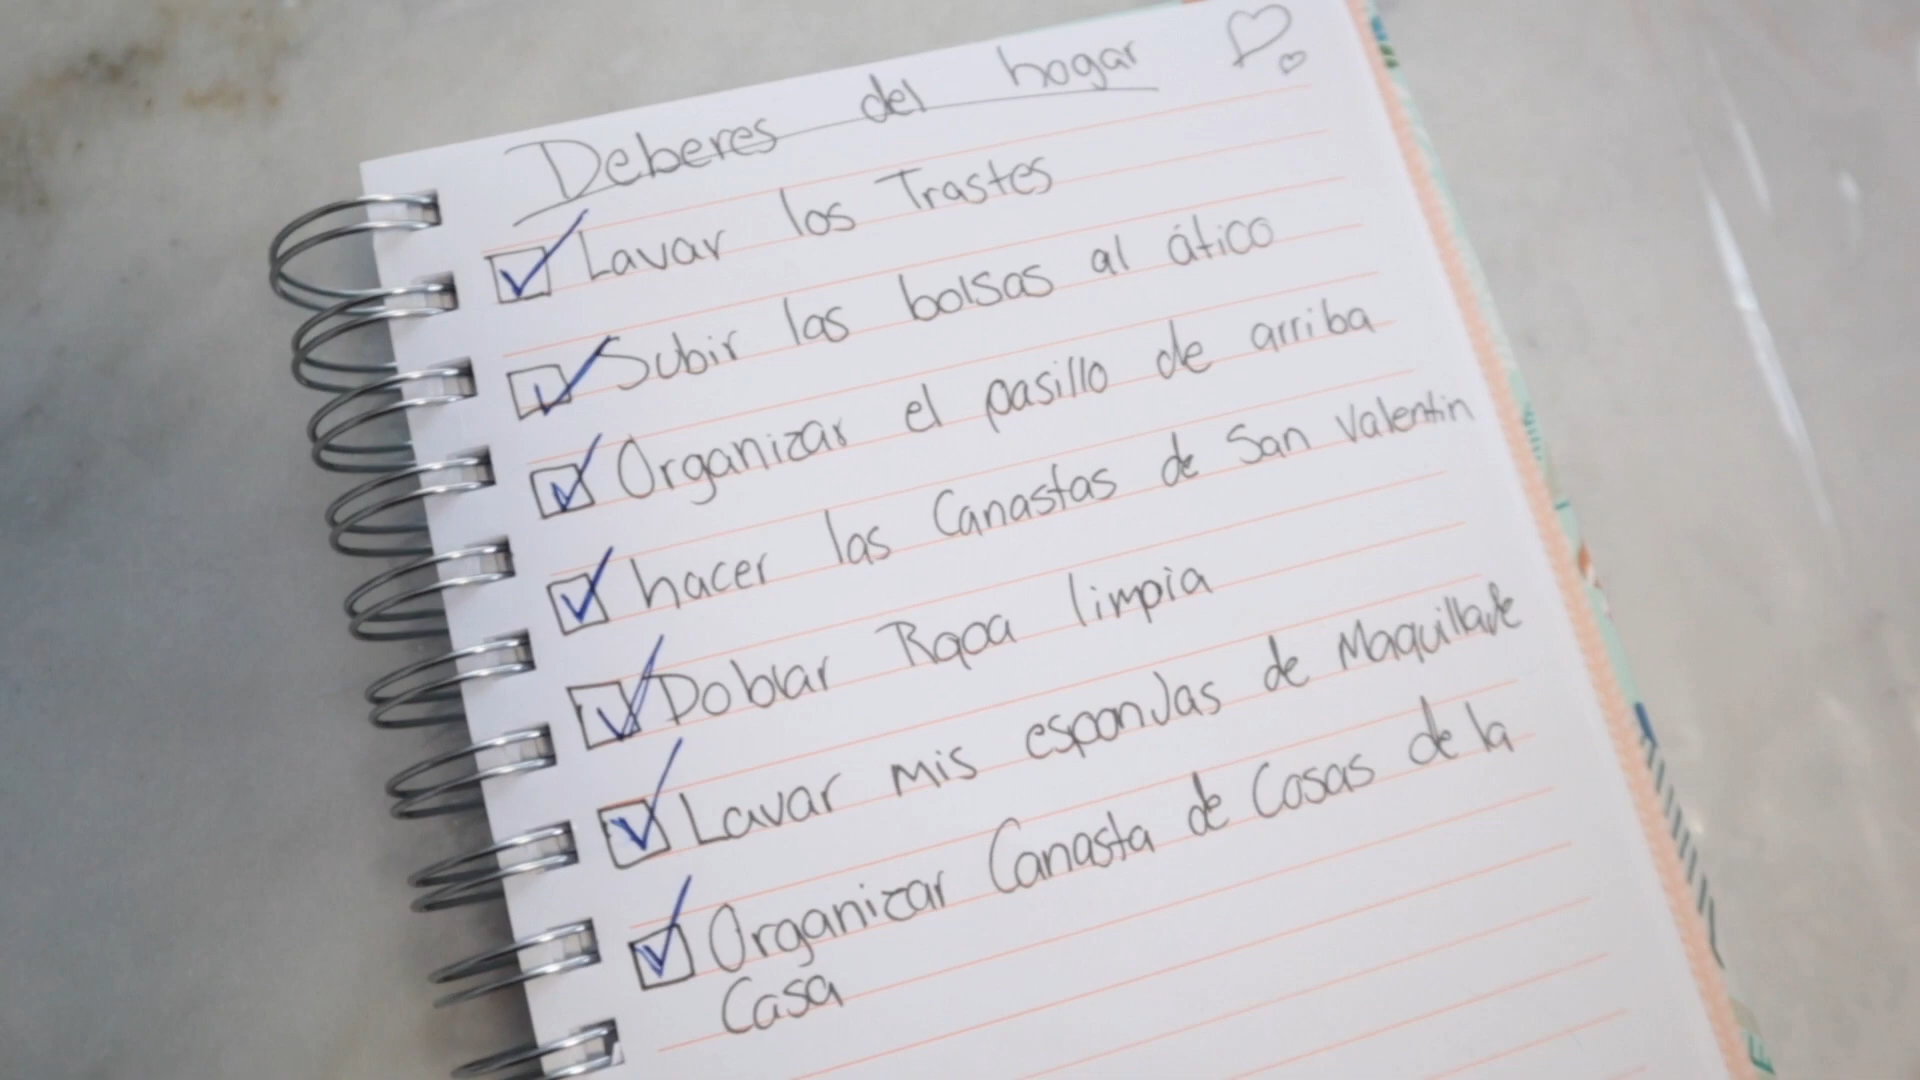 Deberes del hogar
Lavar los Trastes
Subir las bolsas al ático
Organizar el pasillo de arriba
hacer las Canastas de San Valentin
Doblar Ropa limpia
Lavar mis esponJas de Maquillaje
Organizar Canasta de Cosas de la
Casa